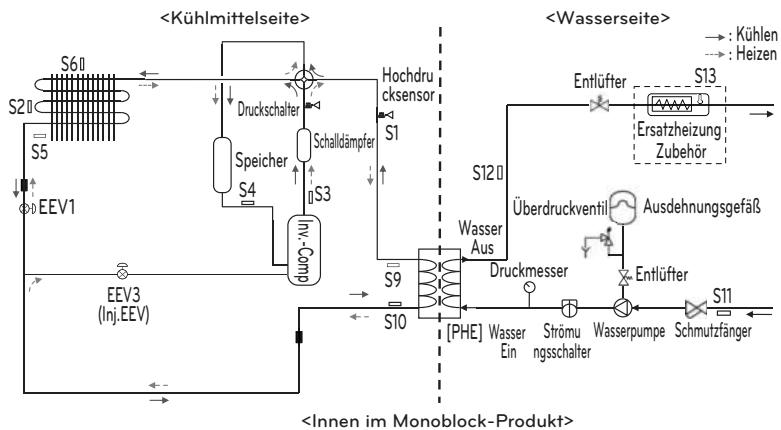 <Kühlmittelseite>
<Wasserseite>
: Kühlen
: Heizen
S6
S2
S5
EEV1
EEV3
(Inj.EEV)
Speicher
S4
Druckschalter
Schalldämpfer
S3
Inv.-Comp
Hochdru
cksensor
S1
S9
S10
[PHE]
Wasser
Aus
Wasser
Ein
S12
Entlüfter
S13
Ersatzheizung
Zubehör
Überdruckventil
Ausdehnungsgefäß
Druckmesser
Entlüfter
S11
Strömu
ngsschalter
Wasserpumpe
Schmutzfänger
<Innen im Monoblock-Produkt>